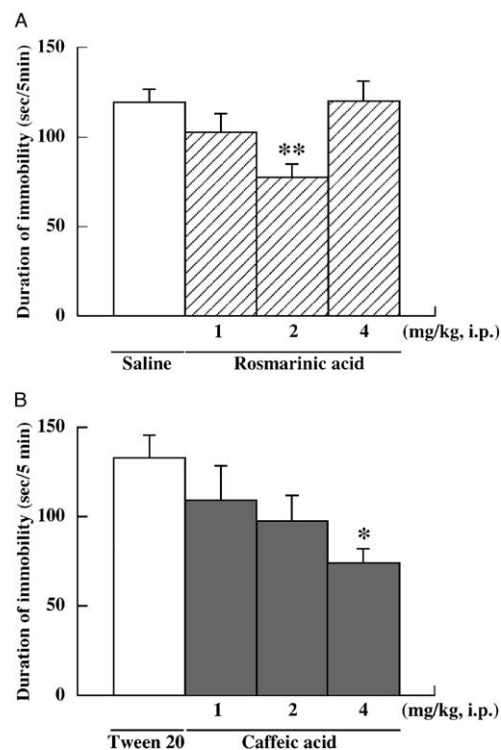 A
Duration of immobility (sec/5min)
150
100
50
0
**
1 2 4 (mg/kg, i.p.)
Saline Rosmarinic acid
B
Duration of immobility (sec/5 min)
150
100
50
0
*
1 2 4 (mg/kg, i.p.)
Tween 20 Caffeic acid